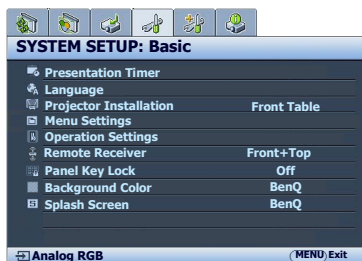 SYSTEM SETUP: Basic
Presentation Timer
Language
Projector Installation Front Table
Menu Settings
Operation Settings
Remote Receiver Front+Top
Panel Key Lock Off
Background Color BenQ
Splash Screen BenQ
Analog RGB MENU Exit